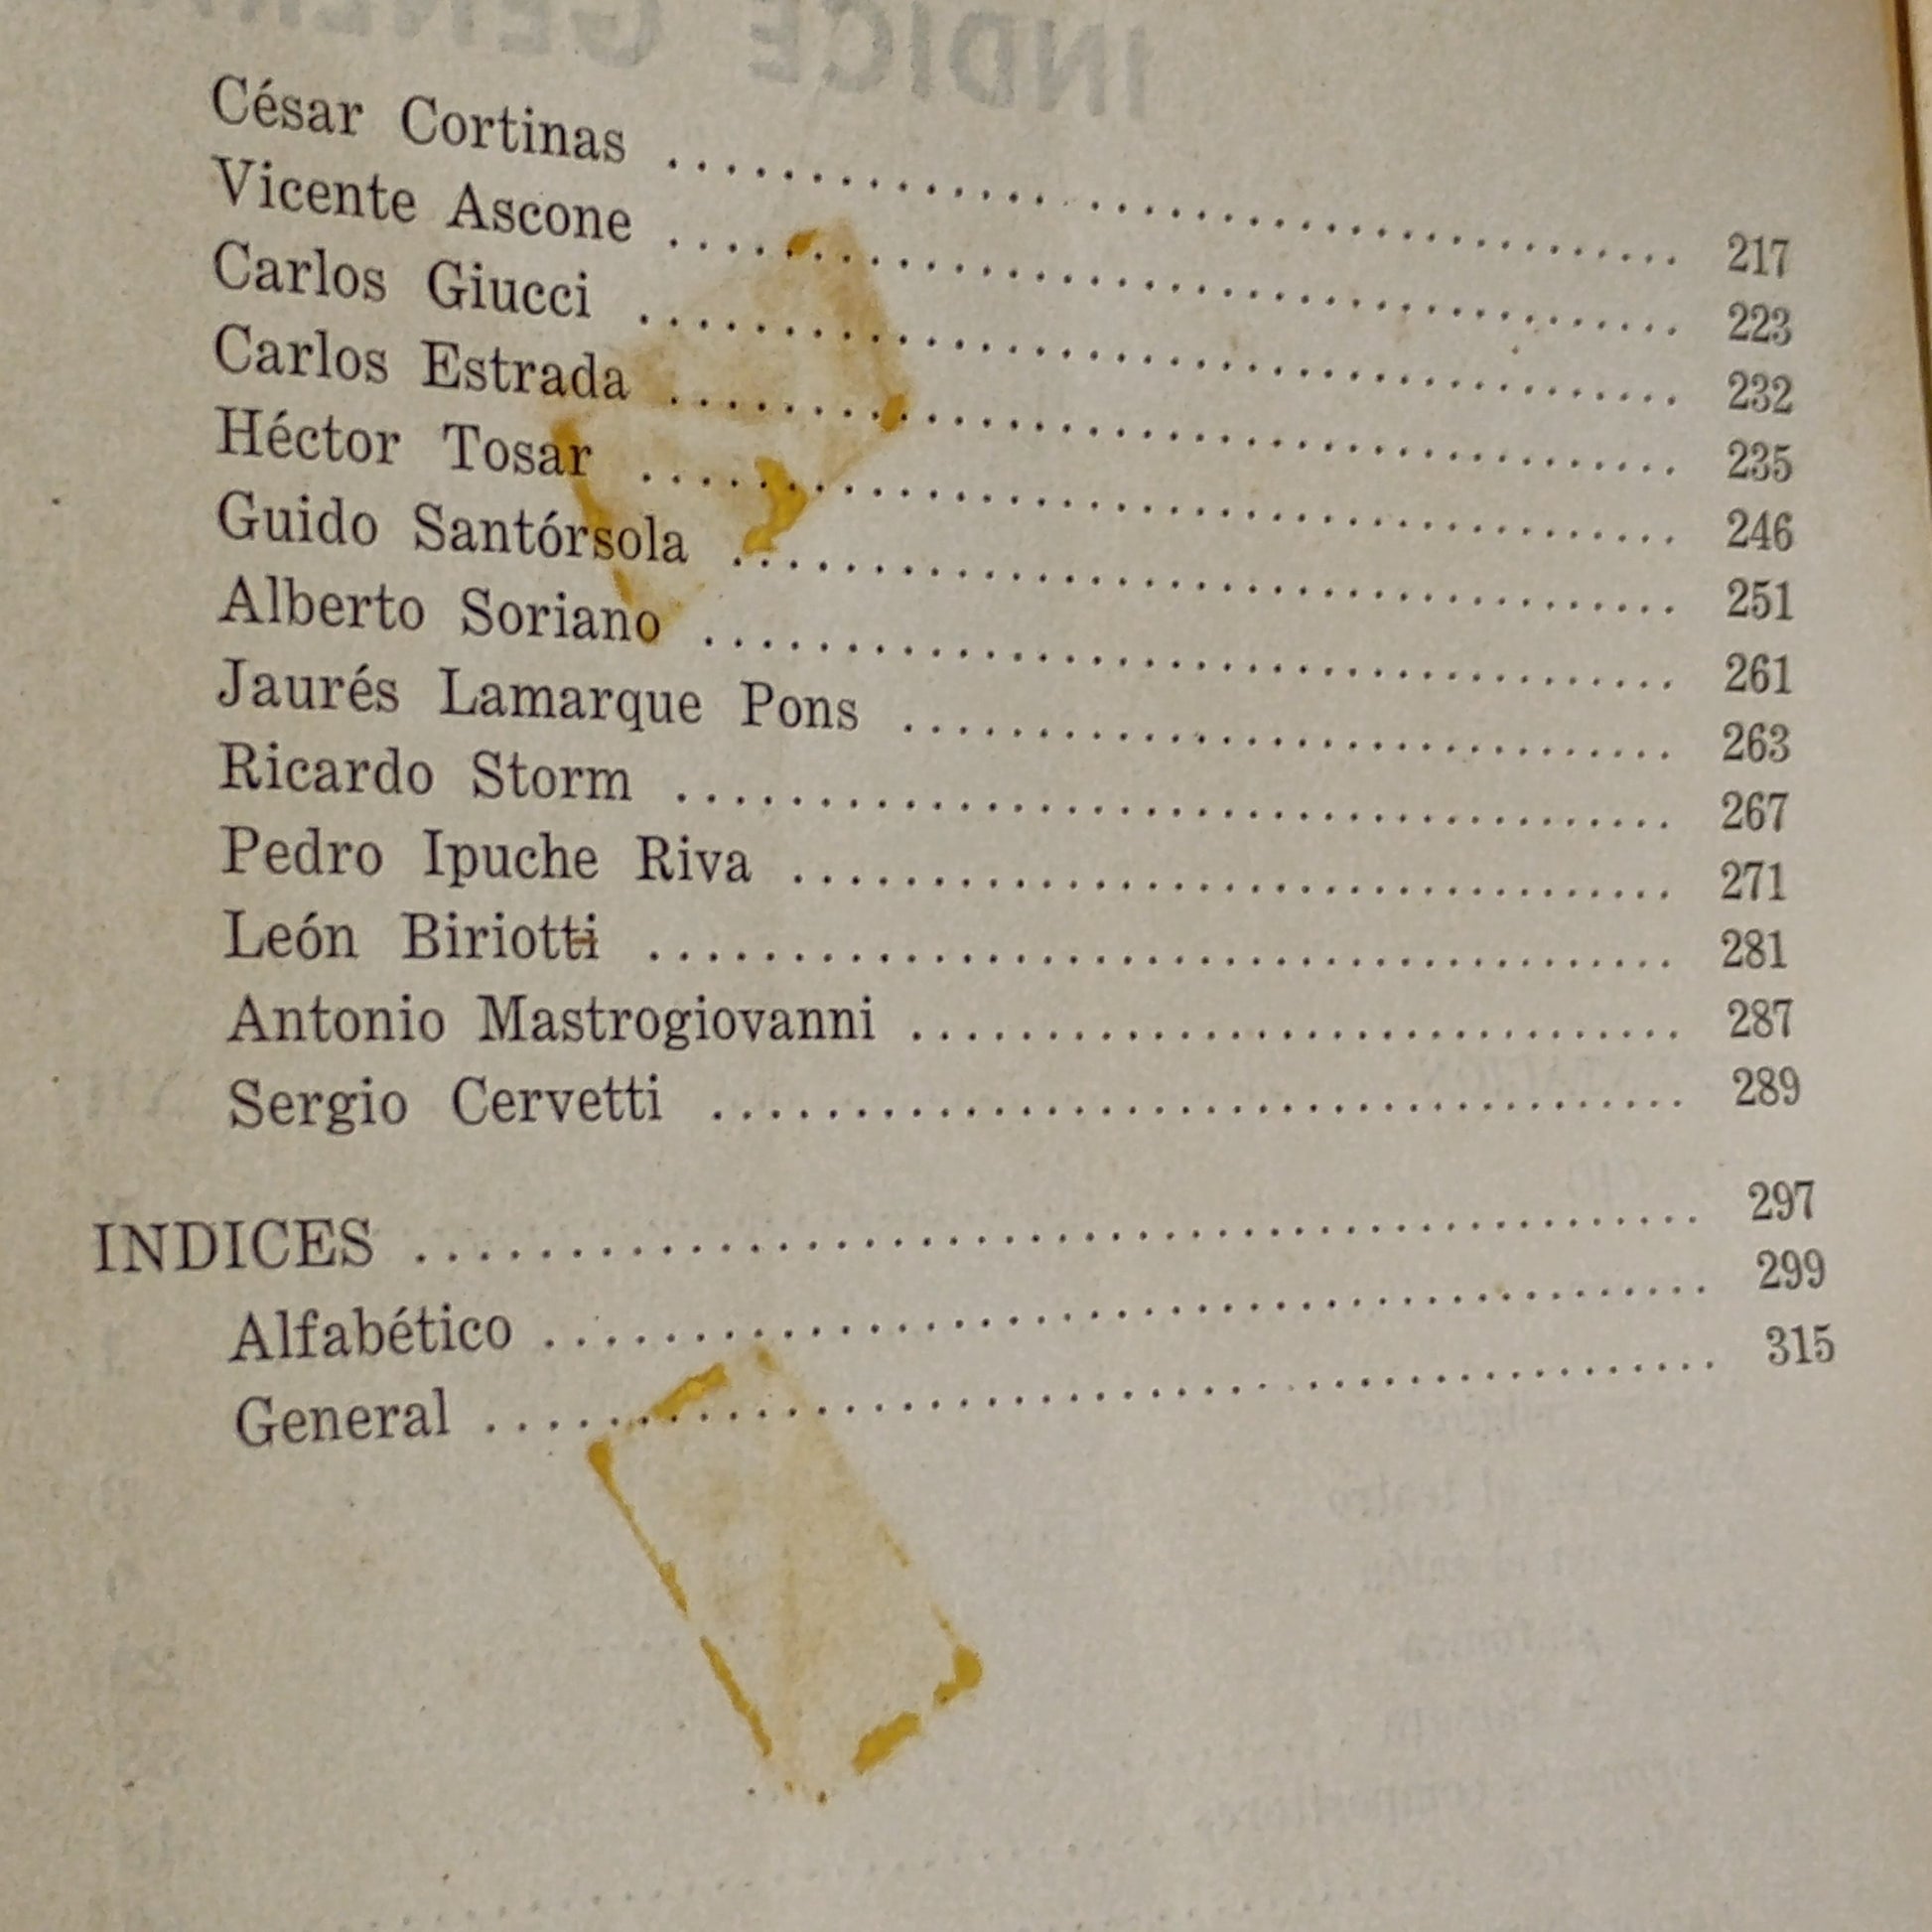 César Cortinas ........ 217
Vicente Ascone ........ 223
Carlos Giucci ........ 232
Carlos Estrada ........ 235
Héctor Tosar ........ 246
Guido Santórsola ........ 251
Alberto Soriano ........ 261
Jaurés Lamarque Pons ........ 263
Ricardo Storm ........ 267
Pedro Ipuche Riva ........ 271
León Biriotti ........ 281
Antonio Mastrogiovanni ........ 287
Sergio Cervetti ........ 289
INDICES ........ 297
Alfabético ........ 299
General ........ 315